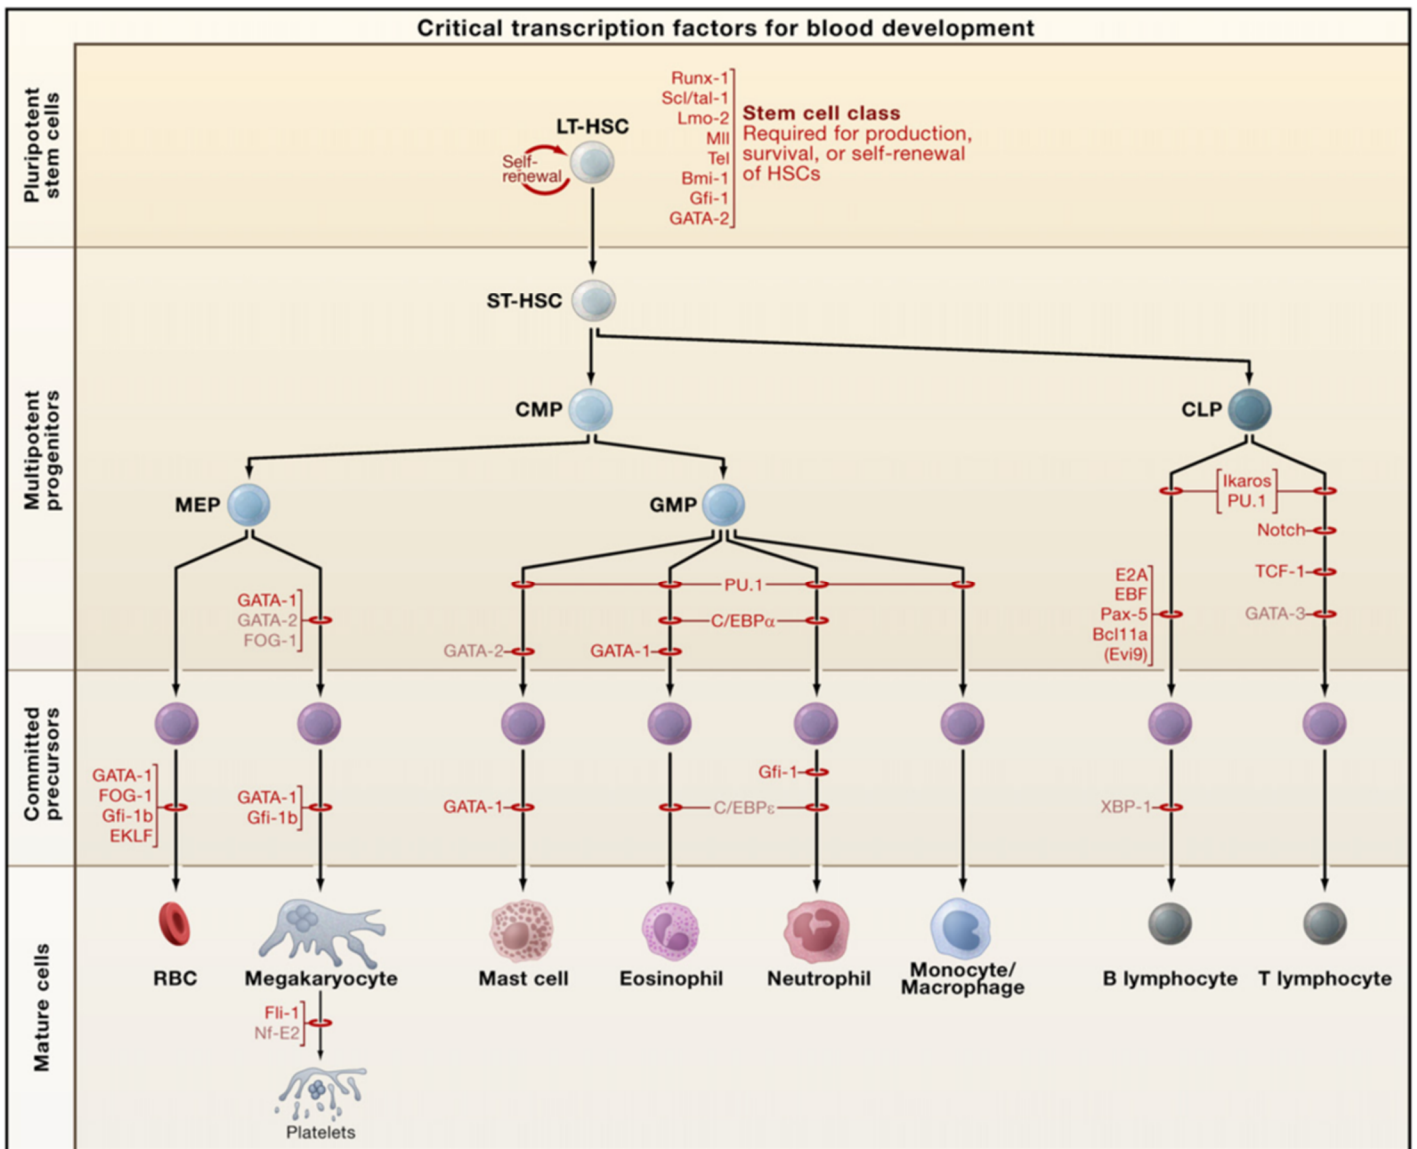 Critical transcription factors for blood development
Pluripotent
stem cells
LT-HSC
Self-
renewal
Runx-1
Scl/tal-1
Lmo-2
Mll
Tel
Bmi-1
Gfi-1
GATA-2
Stem cell class
Required for production,
survival, or self-renewal
of HSCs
Multipotent
progenitors
ST-HSC
CMP
CLP
MEP
GMP
Ikaros
PU.1
Notch
TCF-1
GATA-3
E2A
EBF
Pax-5
Bcl11a
(Evi9)
GATA-1
GATA-2
FOG-1
PU.1
C/EBPα
GATA-2
GATA-1
Committed
precursors
GATA-1
FOG-1
Gfi-1b
EKLF
GATA-1
Gfi-1b
GATA-1
Gfi-1
C/EBPε
XBP-1
Mature cells
RBC
Megakaryocyte
Mast cell
Eosinophil
Neutrophil
Monocyte/
Macrophage
B lymphocyte
T lymphocyte
Fli-1
Nf-E2
Platelets